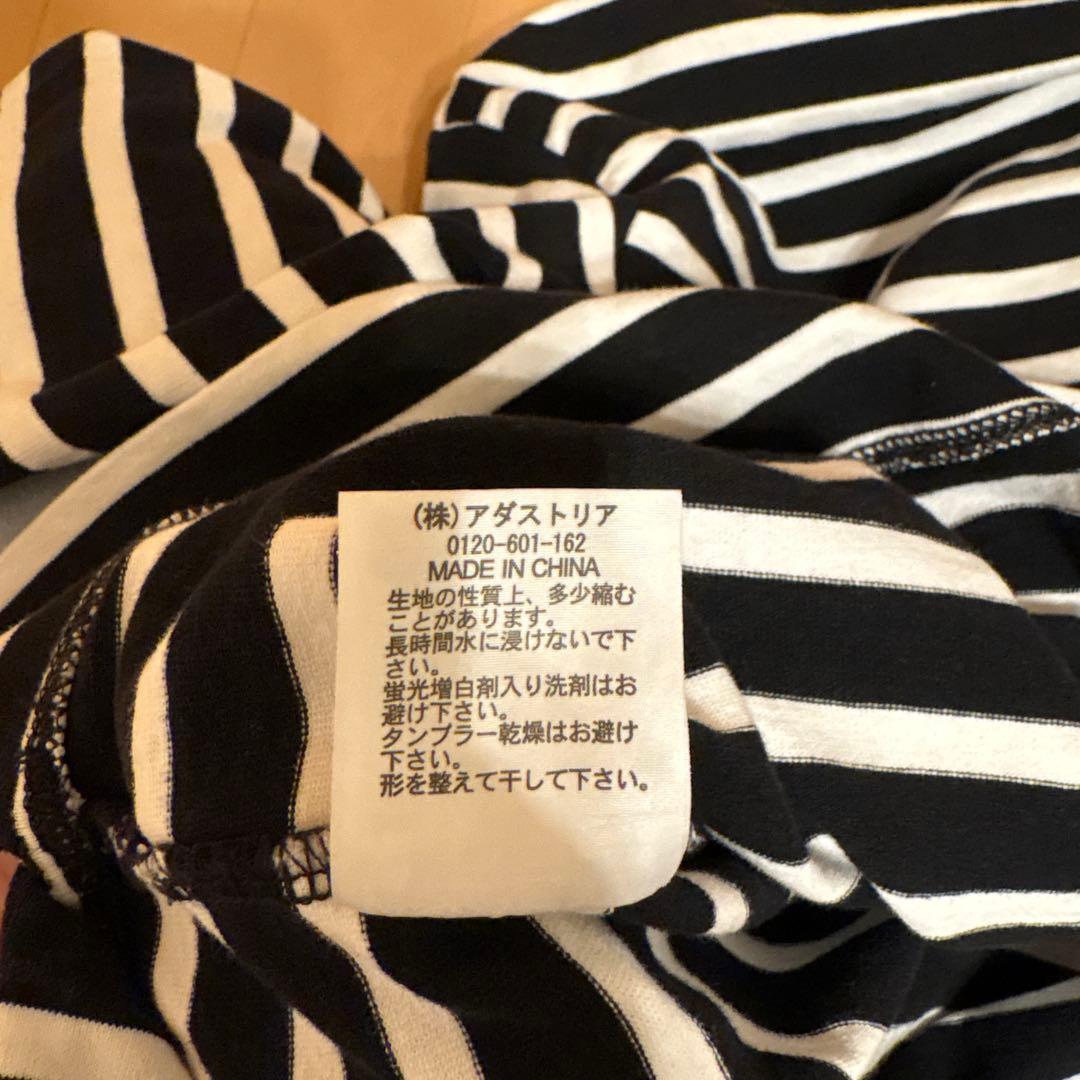 (株)アダストリア
0120-601-162
MADE IN CHINA
生地の性質上、多少縮む
ことがあります。
長時間水に浸けないで下
さい。
蛍光増白剤入り洗剤はお
避け下さい。
タンブラー乾燥はお避け
下さい。
形を整えて干して下さい。